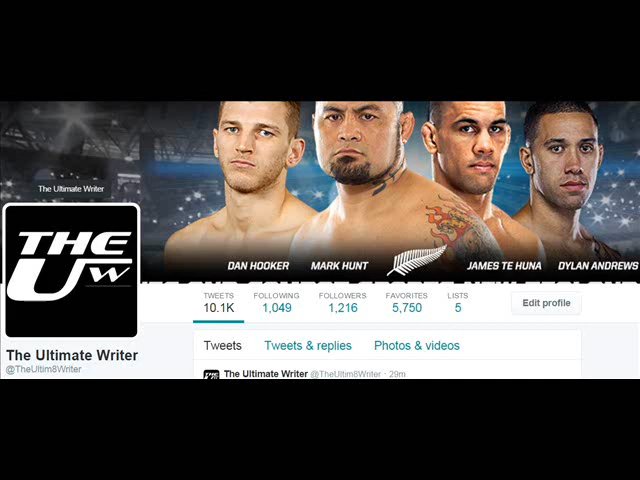 The Ultimate Writer
THE
UW
DAN HOOKER MARK HUNT JAMES TE HUNA DYLAN ANDREWS
TWEETS FOLLOWING FOLLOWERS FAVORITES LISTS
10.1K 1,049 1,216 5,750 5
Edit profile
The Ultimate Writer
@TheUltim8Writer
Tweets Tweets & replies Photos & videos
THE
The Ultimate Writer @TheUltim8Writer · 29m